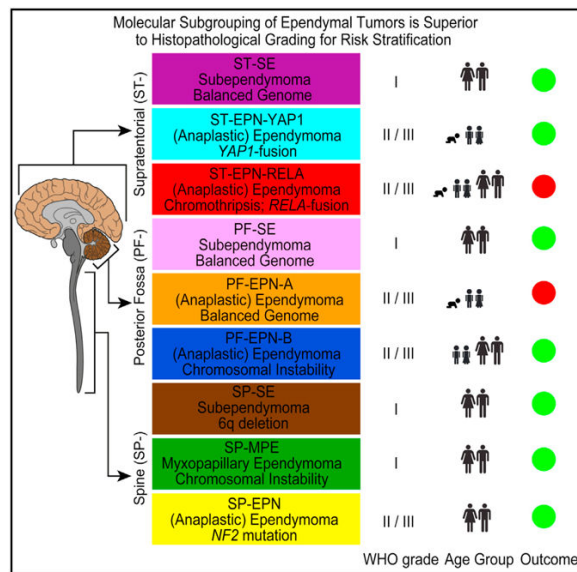 Molecular Subgrouping of Ependymal Tumors is Superior
to Histopathological Grading for Risk Stratification
Supratentorial (ST-)
ST-SE
Subependymoma
Balanced Genome
I
ST-EPN-YAP1
(Anaplastic) Ependymoma
YAP1-fusion
II / III
ST-EPN-RELA
(Anaplastic) Ependymoma
Chromothripsis; RELA-fusion
II / III
Posterior Fossa (PF-)
PF-SE
Subependymoma
Balanced Genome
I
PF-EPN-A
(Anaplastic) Ependymoma
Balanced Genome
II / III
PF-EPN-B
(Anaplastic) Ependymoma
Chromosomal Instability
II / III
Spine (SP-)
SP-SE
Subependymoma
6q deletion
I
SP-MPE
Myxopapillary Ependymoma
Chromosomal Instability
I
SP-EPN
(Anaplastic) Ependymoma
NF2 mutation
II / III
WHO grade Age Group Outcome